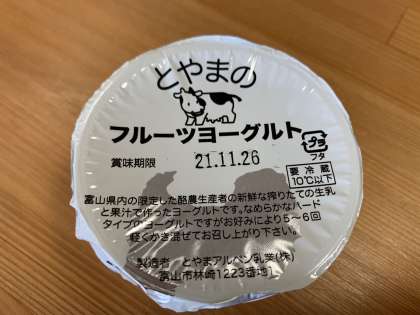 とやまの
フルーツヨーグルト
プラ
フタ
賞味期限 21.11.26
要冷蔵
10℃以下
富山県内の限定した酪農生産者の新鮮な搾りたての生乳
と果汁で作ったヨーグルトです。なめらかなハード
タイプのヨーグルトですがお好みにより5〜6回
軽くかき混ぜてお召し上がり下さい。
製造者 とやまアルペン乳業(株)
富山市林崎1223番地1